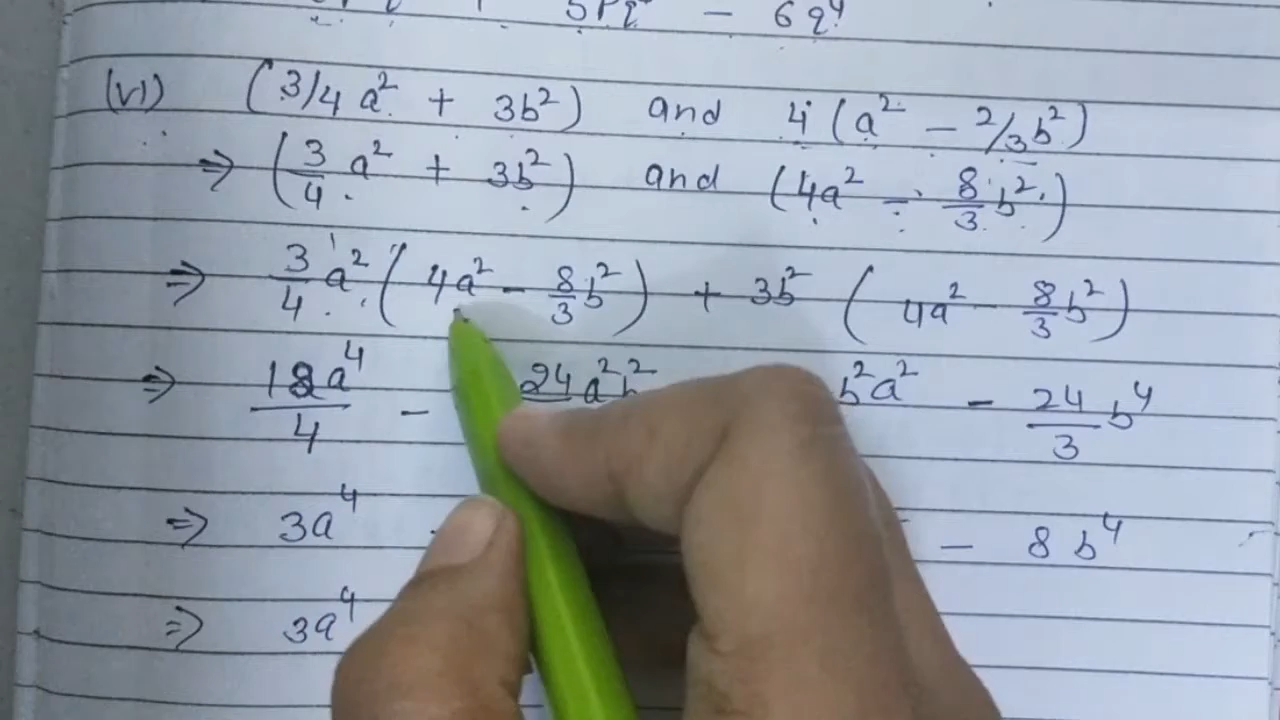 5pq - 6q⁴
(vi) (3/4 a² + 3b²) and 4 (a² - 2/3b²)
⇒ (3/4 a² + 3b²) and (4a² - 8/3 b²)
⇒ 3/4 a² (4a² - 8/3 b²) + 3b² (4a² - 8/3 b²)
⇒ 12a⁴/4 - 24a²b² b²a² - 24/3 b⁴
⇒ 3a⁴ - 8b⁴
⇒ 3a⁴